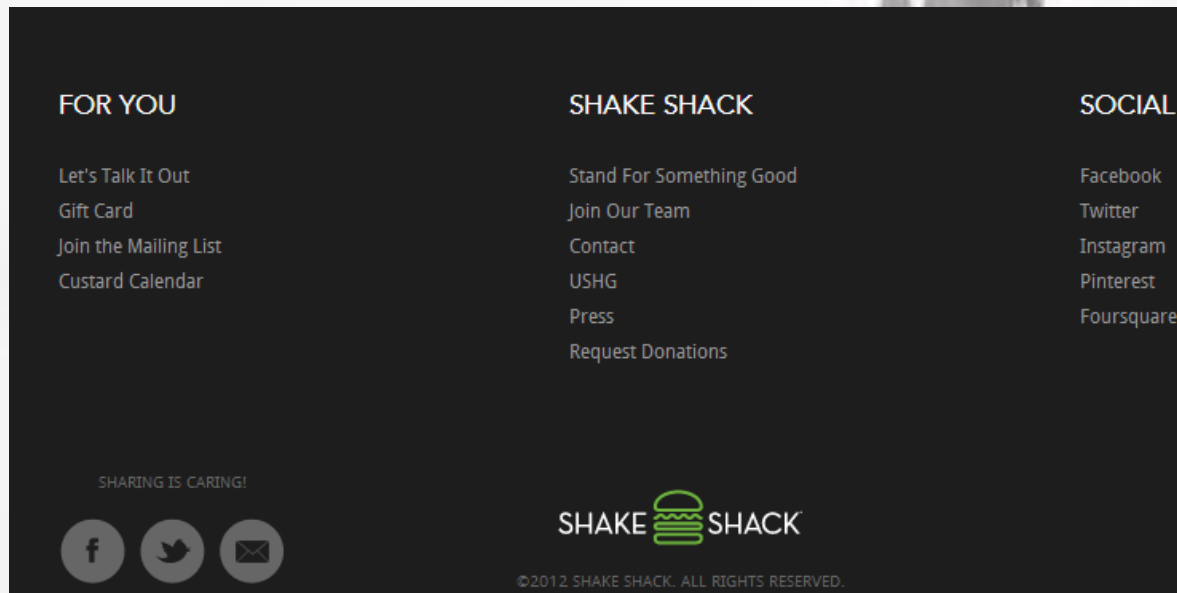 FOR YOU
Let's Talk It Out
Gift Card
Join the Mailing List
Custard Calendar
SHAKE SHACK
Stand For Something Good
Join Our Team
Contact
USHG
Press
Request Donations
SOCIAL
Facebook
Twitter
Instagram
Pinterest
Foursquare
SHARING IS CARING!
f
SHAKE SHACK
©2012 SHAKE SHACK. ALL RIGHTS RESERVED.